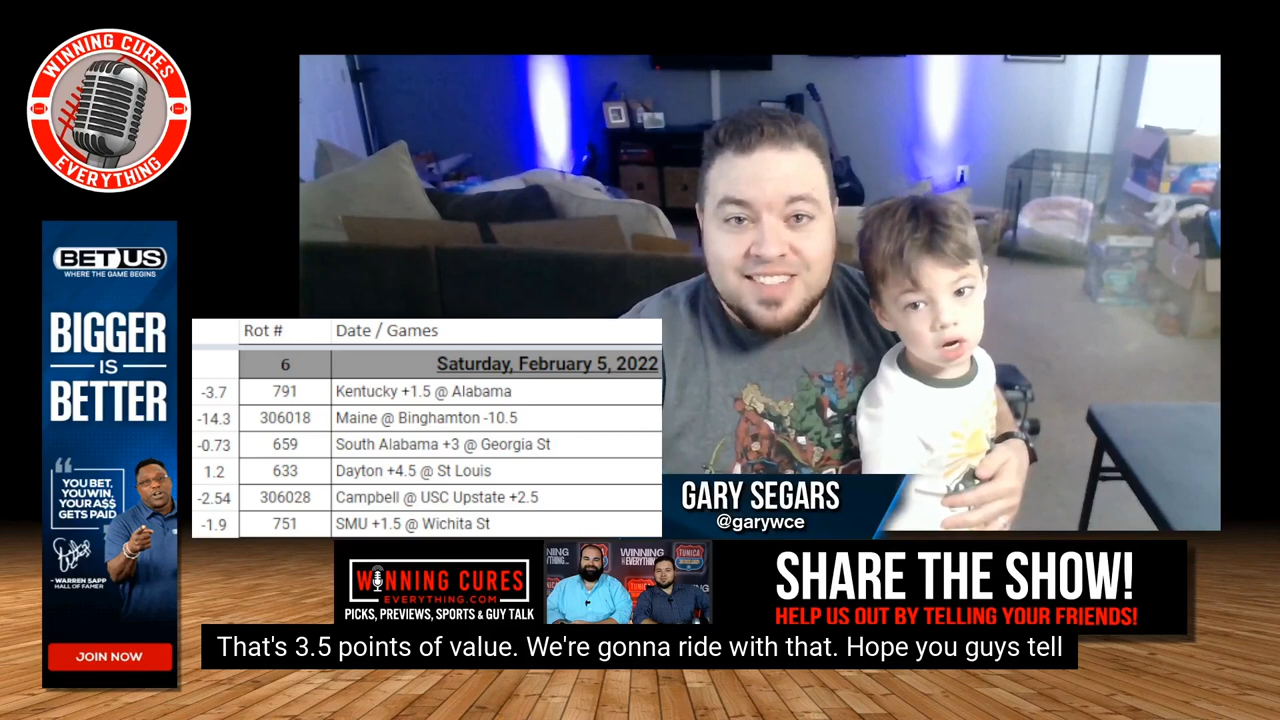 WINNING CURES
EVERYTHING
BETUS
WHERE THE GAME BEGINS
BIGGER
IS
BETTER
"
YOU BET,
YOU WIN,
YOUR A$$
GETS PAID
- WARREN SAPP
HALL OF FAMER
JOIN NOW
Rot # Date / Games
6 Saturday, February 5, 2022
-3.7 791 Kentucky +1.5 @ Alabama
-14.3 306018 Maine @ Binghamton -10.5
-0.73 659 South Alabama +3 @ Georgia St
1.2 633 Dayton +4.5 @ St Louis
-2.54 306028 Campbell @ USC Upstate +2.5
-1.9 751 SMU +1.5 @ Wichita St
GARY SEGARS
@garywce
WINNING CURES
EVERYTHING.COM
PICKS, PREVIEWS, SPORTS & GUY TALK
WINNING
EVERYTHING
TUNICA
SHARE THE SHOW!
HELP US OUT BY TELLING YOUR FRIENDS!
That's 3.5 points of value. We're gonna ride with that. Hope you guys tell